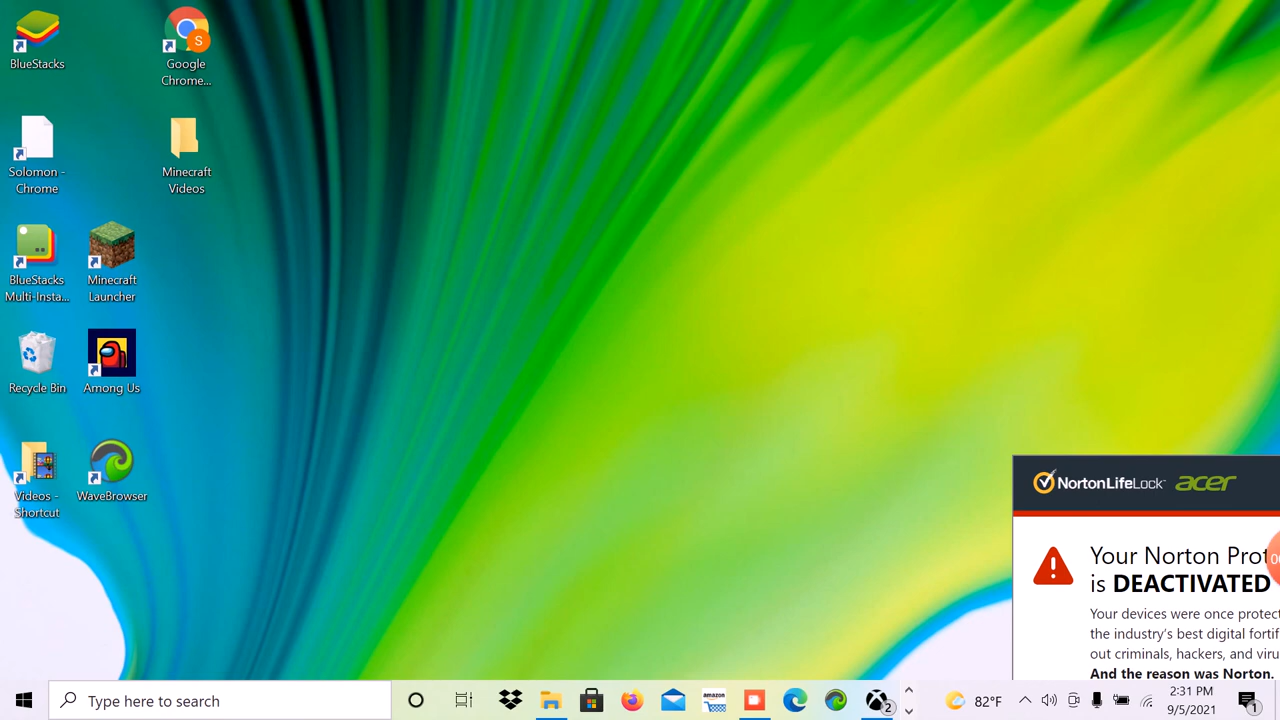 BlueStacks
Google
Chrome...
Solomon -
Chrome
Minecraft
Videos
BlueStacks
Multi-Insta...
Minecraft
Launcher
Recycle Bin
Among Us
Videos -
Shortcut
WaveBrowser
NortonLifeLock acer
Your Norton Prot
is DEACTIVATED
Your devices were once protect
the industry's best digital fortif
out criminals, hackers, and viru
And the reason was Norton.
Type here to search
amazon
2
82°F
2:31 PM
9/5/2021
1